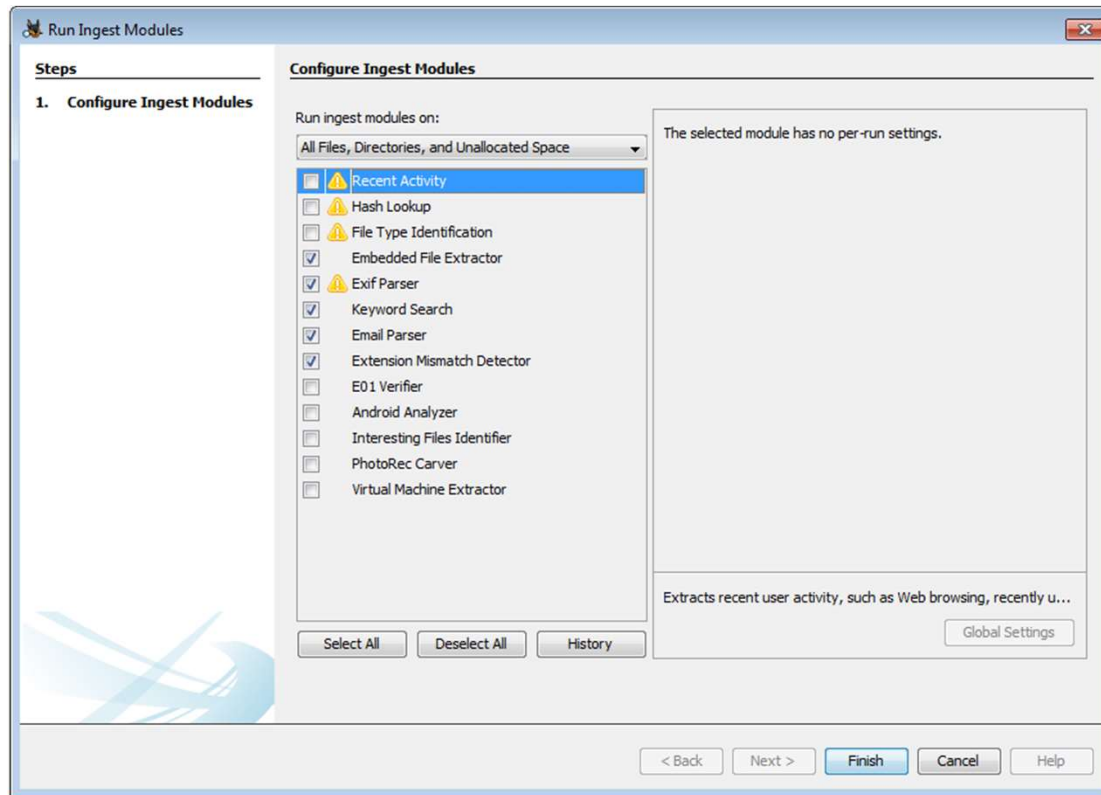 Run Ingest Modules
Steps
1. Configure Ingest Modules
Configure Ingest Modules
Run ingest modules on:
All Files, Directories, and Unallocated Space
Recent Activity
Hash Lookup
File Type Identification
Embedded File Extractor
Exif Parser
Keyword Search
Email Parser
Extension Mismatch Detector
E01 Verifier
Android Analyzer
Interesting Files Identifier
PhotoRec Carver
Virtual Machine Extractor
Select All
Deselect All
History
The selected module has no per-run settings.
Extracts recent user activity, such as Web browsing, recently u...
Global Settings
< Back
Next >
Finish
Cancel
Help